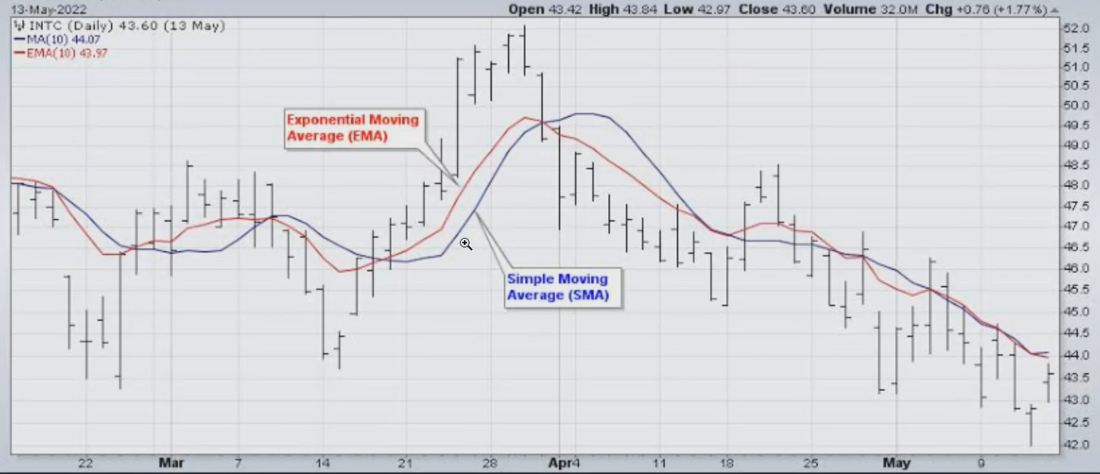 13-May-2022
Open 43.42 High 43.84 Low 42.97 Close 43.60 Volume 32.0M Chg +0.76 (+1.77%)
INTC (Daily) 43.60 (13 May)
MA(10) 44.07
EMA(10) 43.97
Exponential Moving
Average (EMA)
Simple Moving
Average (SMA)
52.0
51.5
51.0
50.5
50.0
49.5
49.0
48.5
48.0
47.5
47.0
46.5
46.0
45.5
45.0
44.5
44.0
43.5
43.0
42.5
42.0
22 Mar 7 14 21 28 Apr4 11 18 25 May 9